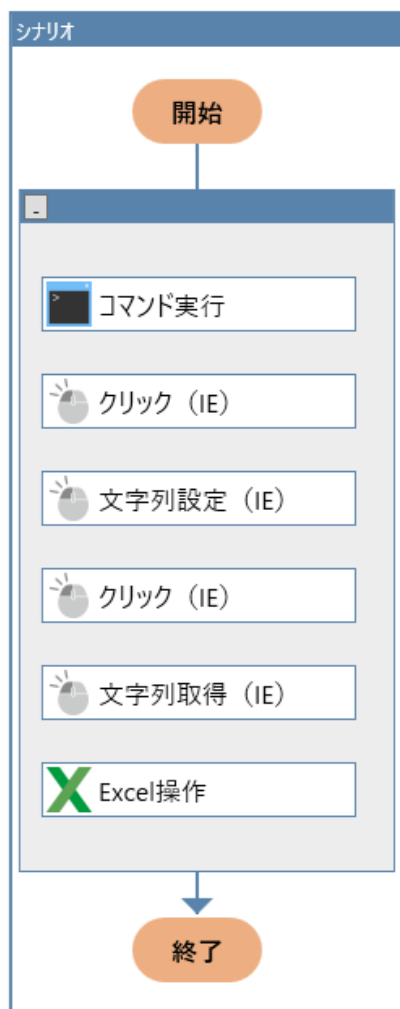 シナリオ
開始
-
コマンド実行
クリック（IE）
文字列設定（IE）
クリック（IE）
文字列取得（IE）
Excel操作
終了